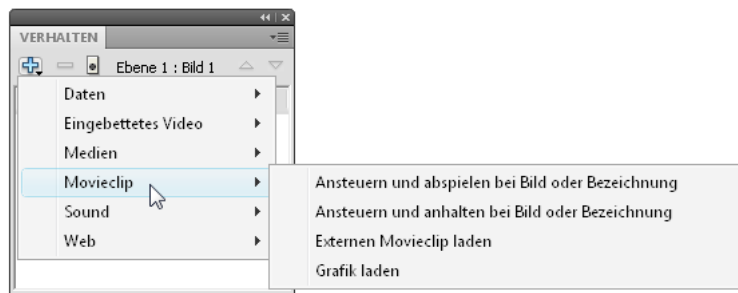 VERHALTEN
Ebene 1 : Bild 1
Daten
Eingebettetes Video
Medien
Movieclip
Sound
Web
Ansteuern und abspielen bei Bild oder Bezeichnung
Ansteuern und anhalten bei Bild oder Bezeichnung
Externen Movieclip laden
Grafik laden